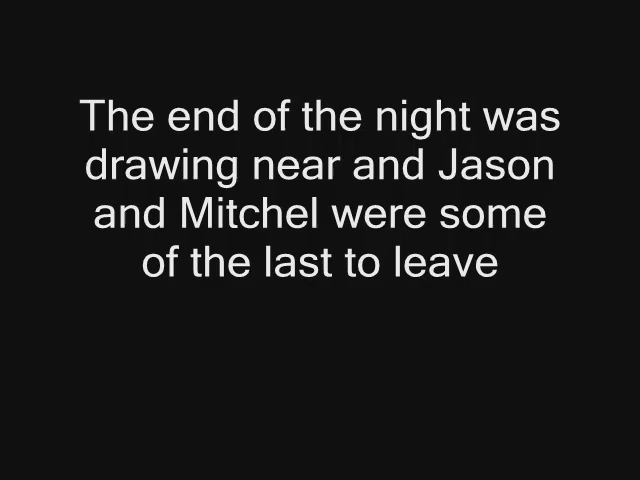 The end of the night was
drawing near and Jason
and Mitchel were some
of the last to leave